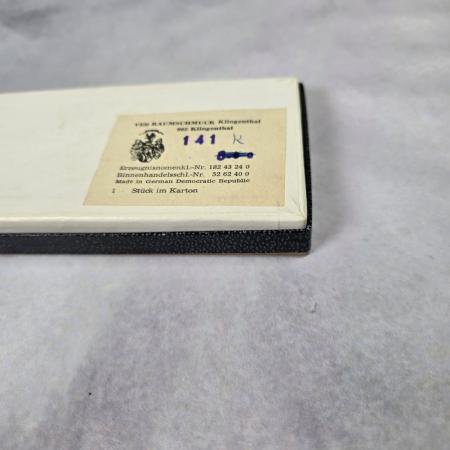 VEB RAUMSCHMUCK Klingenthal
965 Klingenthal
141 K
Erzeugnisnomenkl.-Nr. 182 43 24 0
Binnenhandelsschl.-Nr. 52 62 40 0
Made in German Democratic Republic
1 Stück im Karton